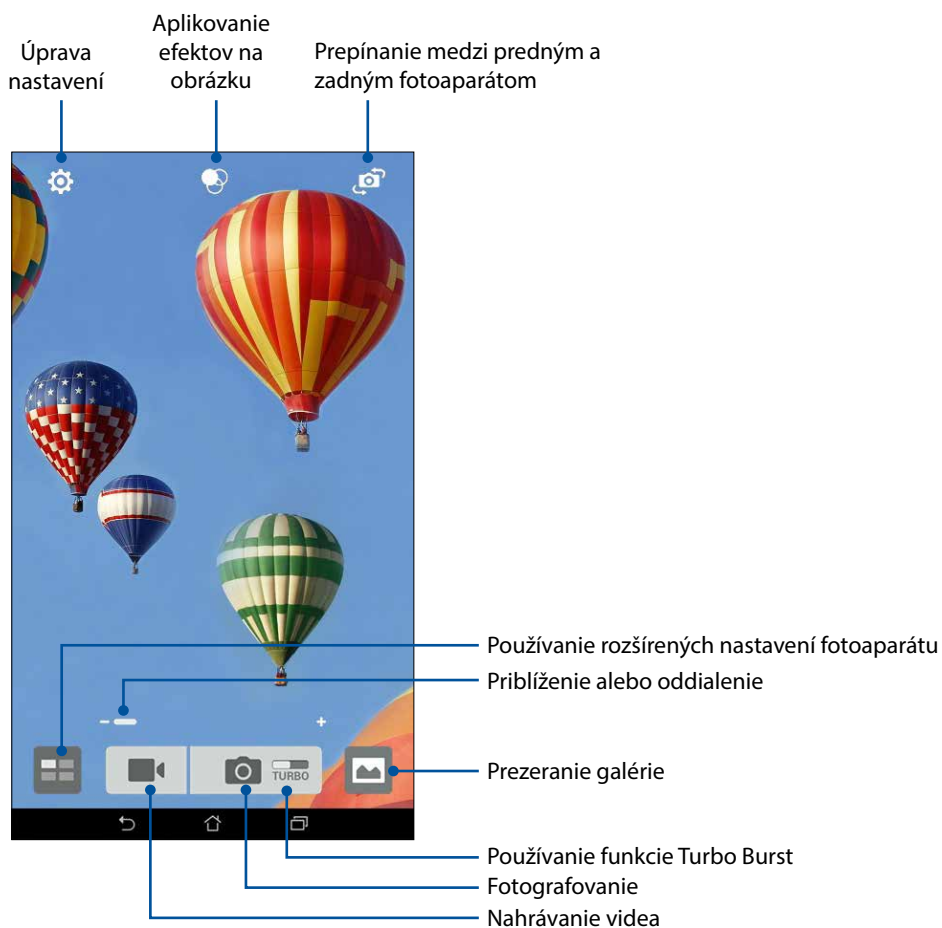 Úprava
nastavení
Aplikovanie
efektov na
obrázku
Prepínanie medzi predným a
zadným fotoaparátom
Používanie rozšírených nastavení fotoaparátu
Priblíženie alebo oddialenie
TURBO
Prezeranie galérie
Používanie funkcie Turbo Burst
Fotografovanie
Nahrávanie videa